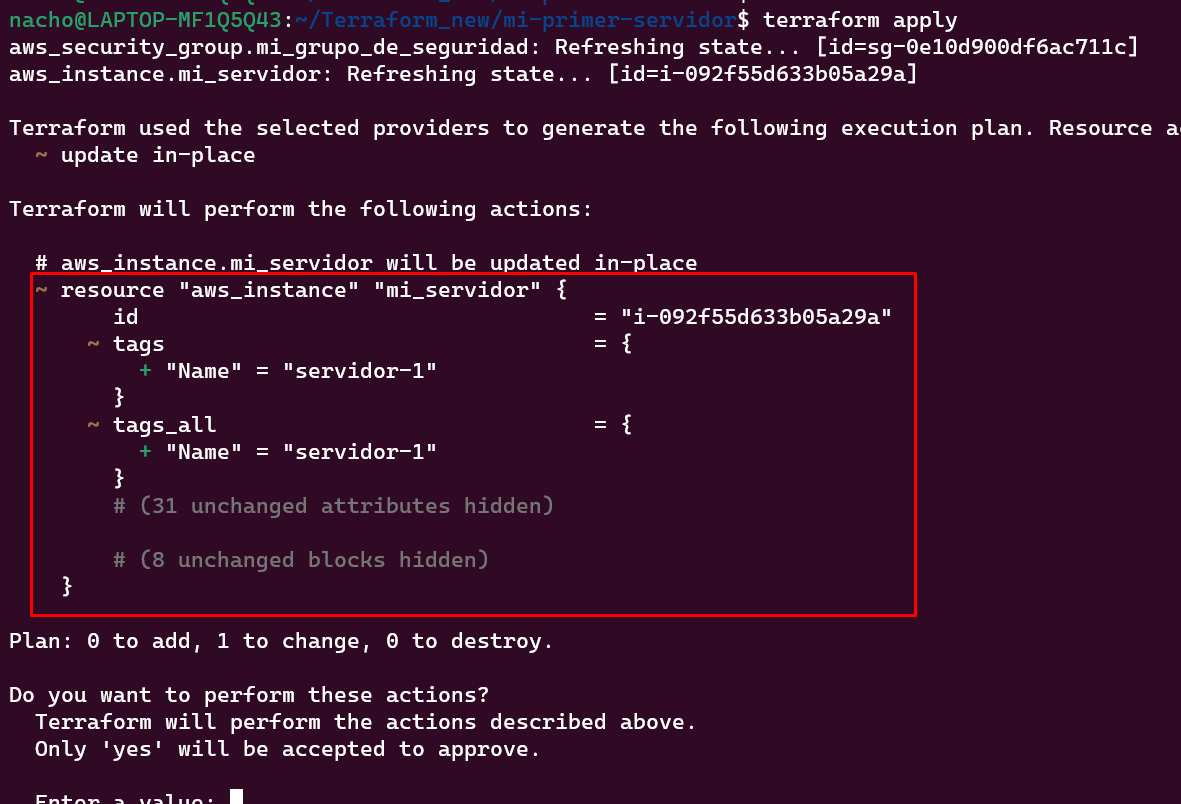 nacho@LAPTOP-MF1Q5Q43:~/Terraform_new/mi-primer-servidor$ terraform apply
aws_security_group.mi_grupo_de_seguridad: Refreshing state... [id=sg-0e10d900df6ac711c]
aws_instance.mi_servidor: Refreshing state... [id=i-092f55d633b05a29a]
Terraform used the selected providers to generate the following execution plan. Resource
~ update in-place
Terraform will perform the following actions:
# aws_instance.mi_servidor will be updated in-place
~ resource "aws_instance" "mi_servidor" {
id = "i-092f55d633b05a29a"
~ tags = {
+ "Name" = "servidor-1"
}
~ tags_all = {
+ "Name" = "servidor-1"
}
# (31 unchanged attributes hidden)
# (8 unchanged blocks hidden)
}
Plan: 0 to add, 1 to change, 0 to destroy.
Do you want to perform these actions?
Terraform will perform the actions described above.
Only 'yes' will be accepted to approve.
Enter a value: